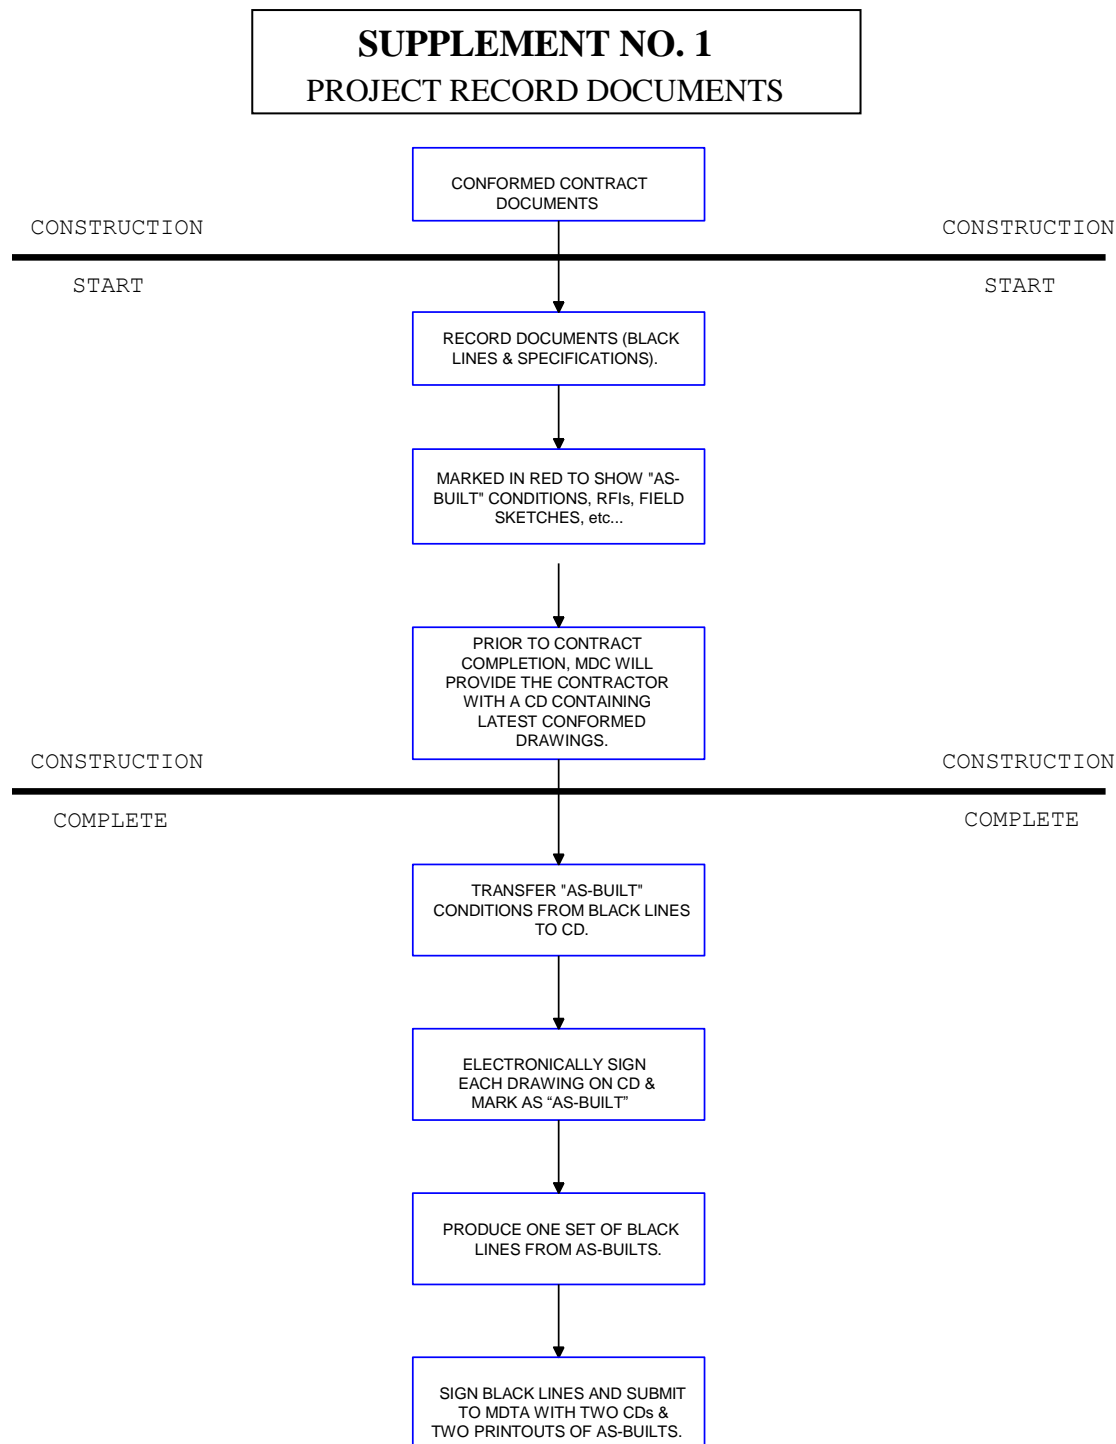 SUPPLEMENT NO. 1
PROJECT RECORD DOCUMENTS
CONFORMED CONTRACT
DOCUMENTS
CONSTRUCTION
CONSTRUCTION
START
START
RECORD DOCUMENTS (BLACK
LINES & SPECIFICATIONS).
MARKED IN RED TO SHOW "AS-
BUILT" CONDITIONS, RFIs, FIELD
SKETCHES, etc...
PRIOR TO CONTRACT
COMPLETION, MDC WILL
PROVIDE THE CONTRACTOR
WITH A CD CONTAINING
LATEST CONFORMED
DRAWINGS.
CONSTRUCTION
CONSTRUCTION
COMPLETE
COMPLETE
TRANSFER "AS-BUILT"
CONDITIONS FROM BLACK LINES
TO CD.
ELECTRONICALLY SIGN
EACH DRAWING ON CD &
MARK AS “AS-BUILT”
PRODUCE ONE SET OF BLACK
LINES FROM AS-BUILTS.
SIGN BLACK LINES AND SUBMIT
TO MDTA WITH TWO CDs &
TWO PRINTOUTS OF AS-BUILTS.